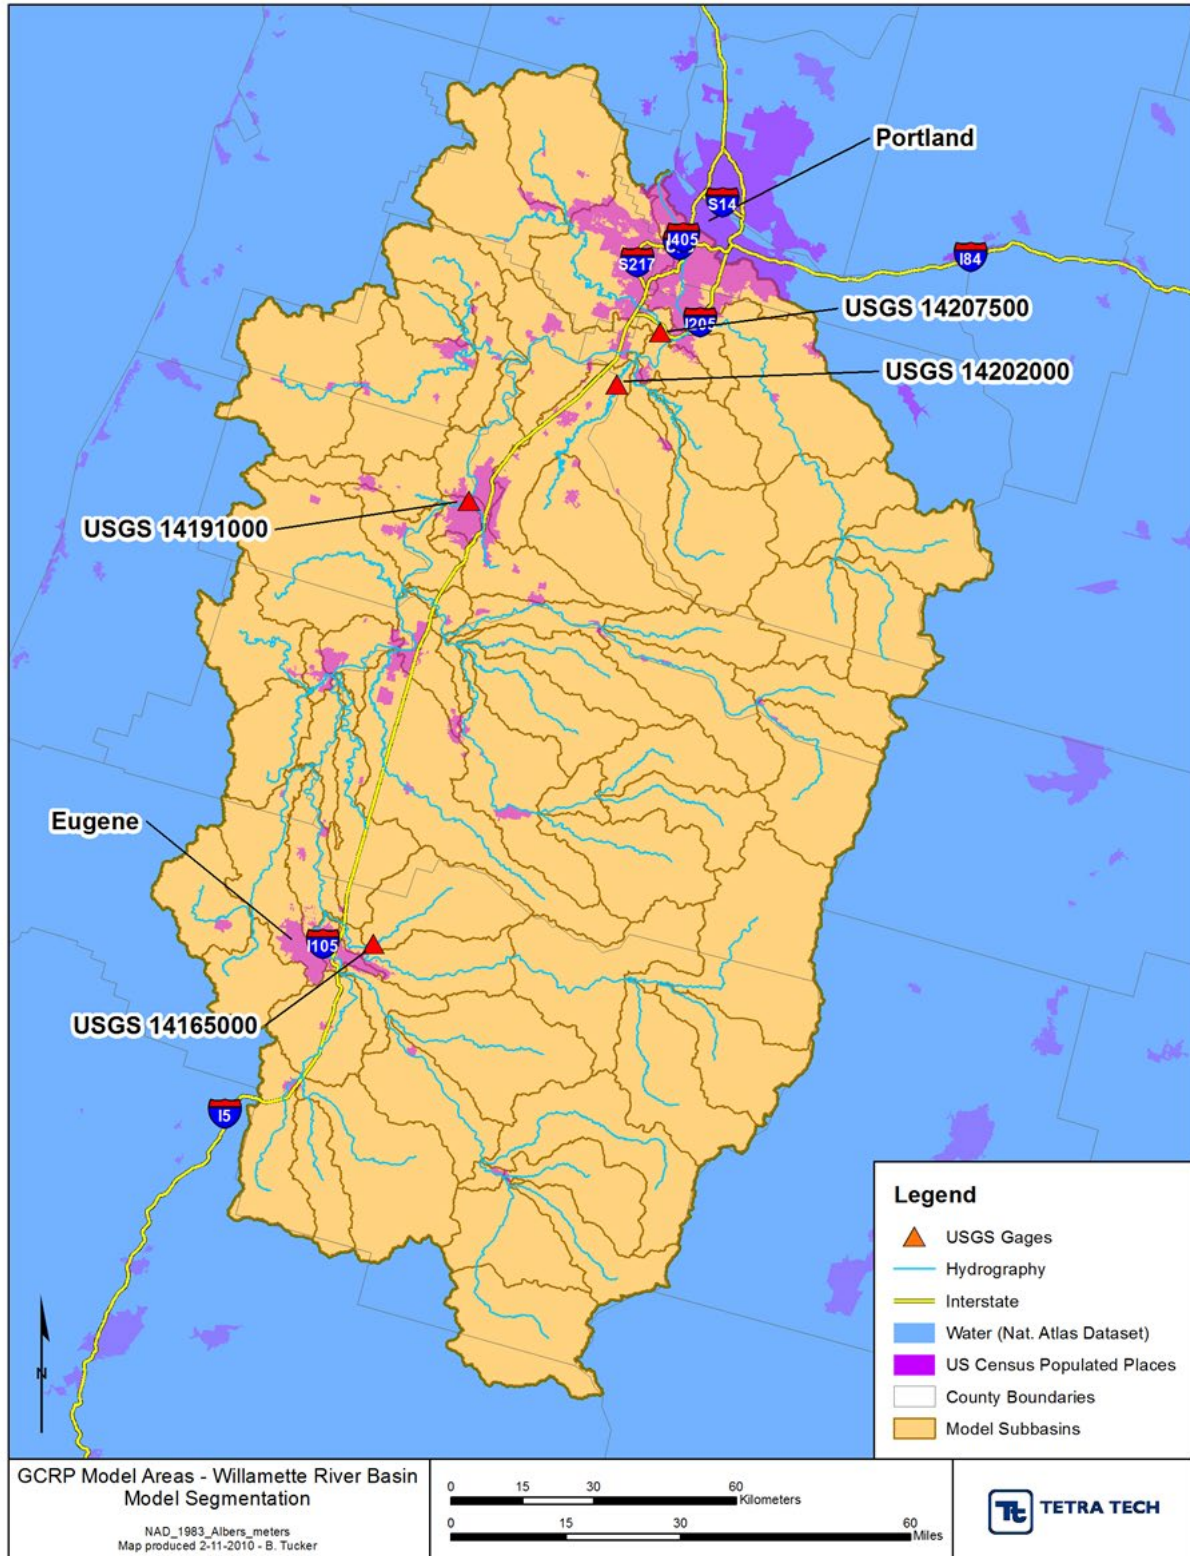 Portland
S14
I405
S217
I84
USGS 14207500
I205
USGS 14202000
USGS 14191000
Eugene
I105
USGS 14165000
I5
Legend
USGS Gages
Hydrography
Interstate
Water (Nat. Atlas Dataset)
US Census Populated Places
County Boundaries
Model Subbasins
N
GCRP Model Areas - Willamette River Basin
Model Segmentation
NAD_1983_Albers_meters
Map produced 2-11-2010 - B. Tucker
0 15 30 60
Kilometers
0 15 30 60
Miles
Tt TETRA TECH